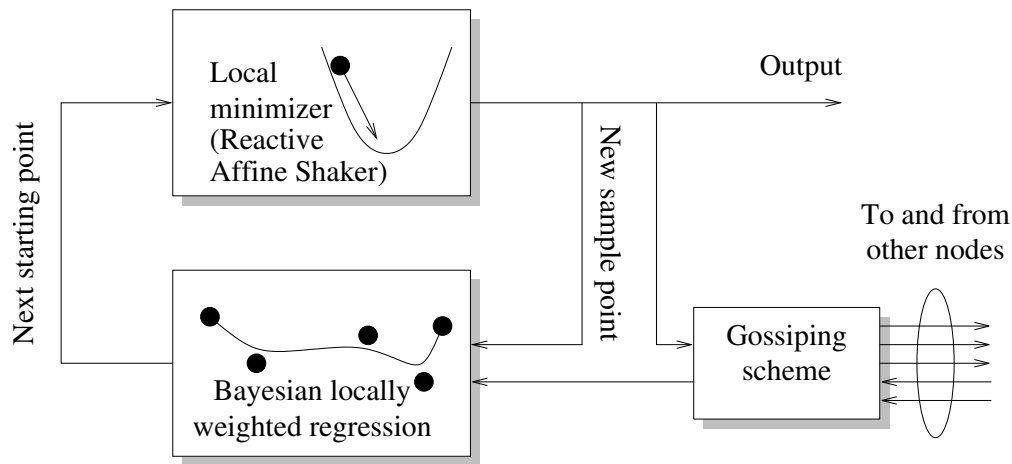 Local
minimizer
(Reactive
Affine Shaker)
Output
Next starting point
New sample point
To and from
other nodes
Gossiping
scheme
Bayesian locally
weighted regression